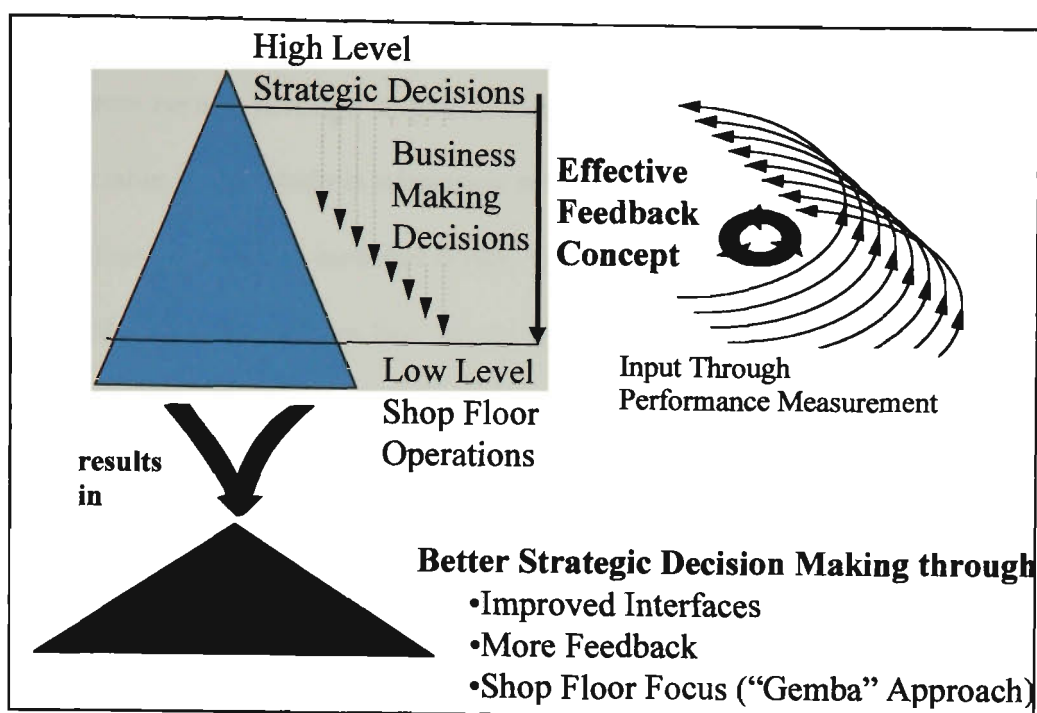 High Level
Strategic Decisions
Business
Making
Decisions
Low Level
Shop Floor
Operations
Effective
Feedback
Concept
Input Through
Performance Measurement
results
in
Better Strategic Decision Making through
•Improved Interfaces
•More Feedback
•Shop Floor Focus (“Gemba” Approach)